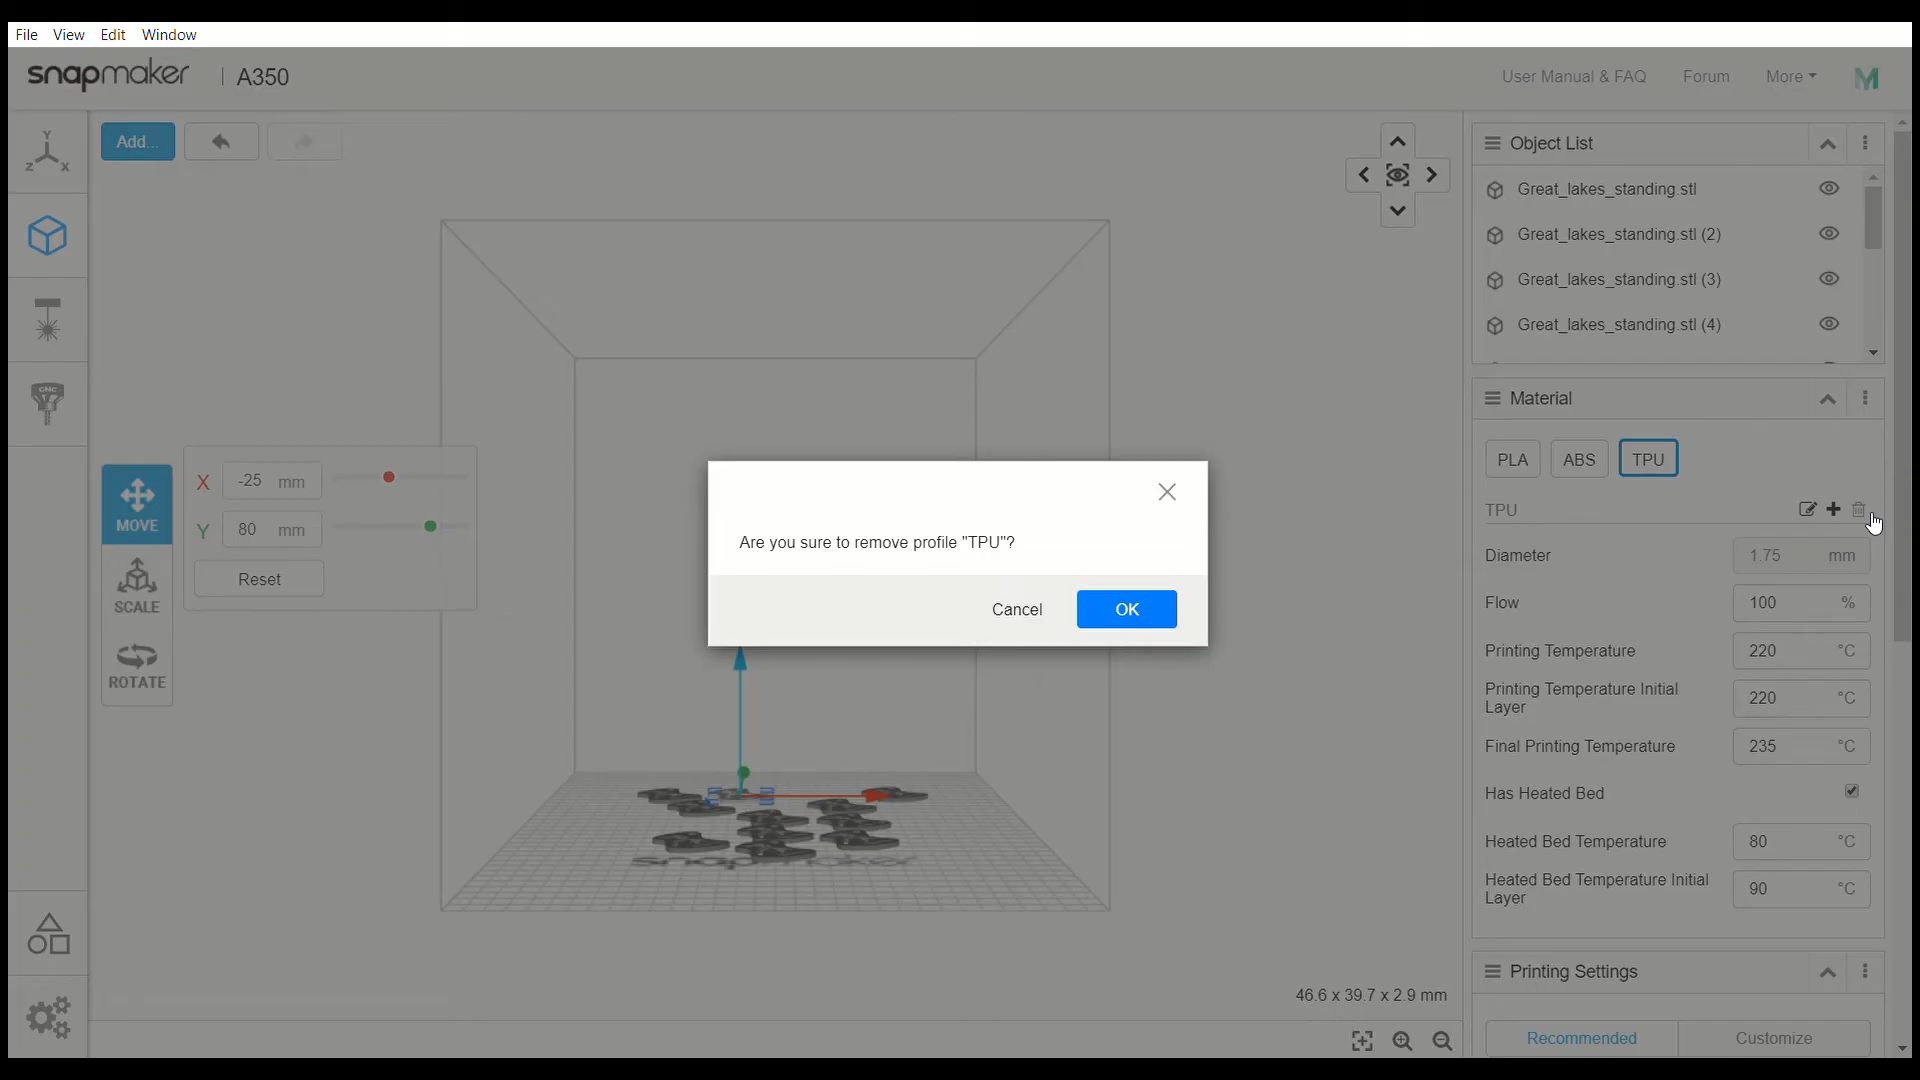 File View Edit Window
snapmaker | A350
User Manual & FAQ Forum More
Add...
Y
Z X
CNC
MOVE
SCALE
ROTATE
X -25 mm
Y 80 mm
Reset
Are you sure to remove profile "TPU"?
Cancel OK
snapmaker
46.6 x 39.7 x 2.9 mm
Object List
Great_lakes_standing.stl
Great_lakes_standing.stl (2)
Great_lakes_standing.stl (3)
Great_lakes_standing.stl (4)
Material
PLA ABS TPU
TPU
Diameter 1.75 mm
Flow 100 %
Printing Temperature 220 °C
Printing Temperature Initial
Layer 220 °C
Final Printing Temperature 235 °C
Has Heated Bed
Heated Bed Temperature 80 °C
Heated Bed Temperature Initial
Layer 90 °C
Printing Settings
Recommended Customize